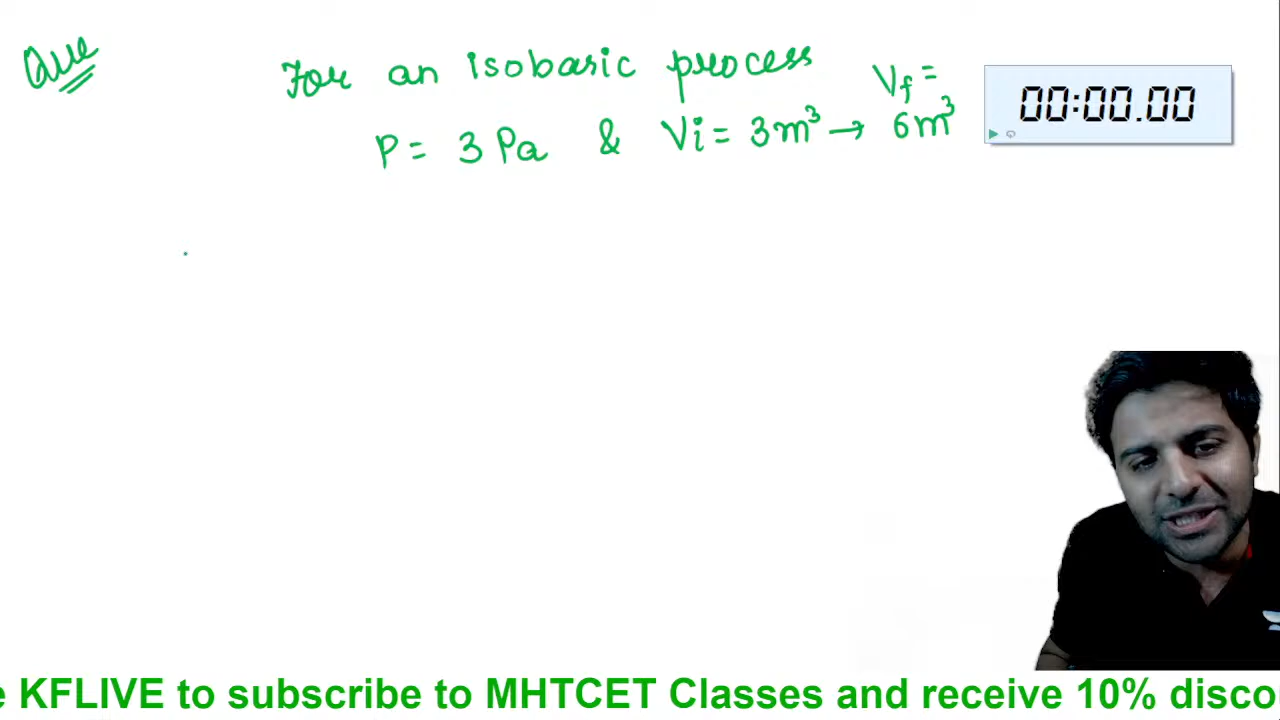 Que
For an isobaric process
P = 3 Pa & Vi = 3m³ → Vf = 6m³
00:00.00
e KFLIVE to subscribe to MHTCET Classes and receive 10% disco